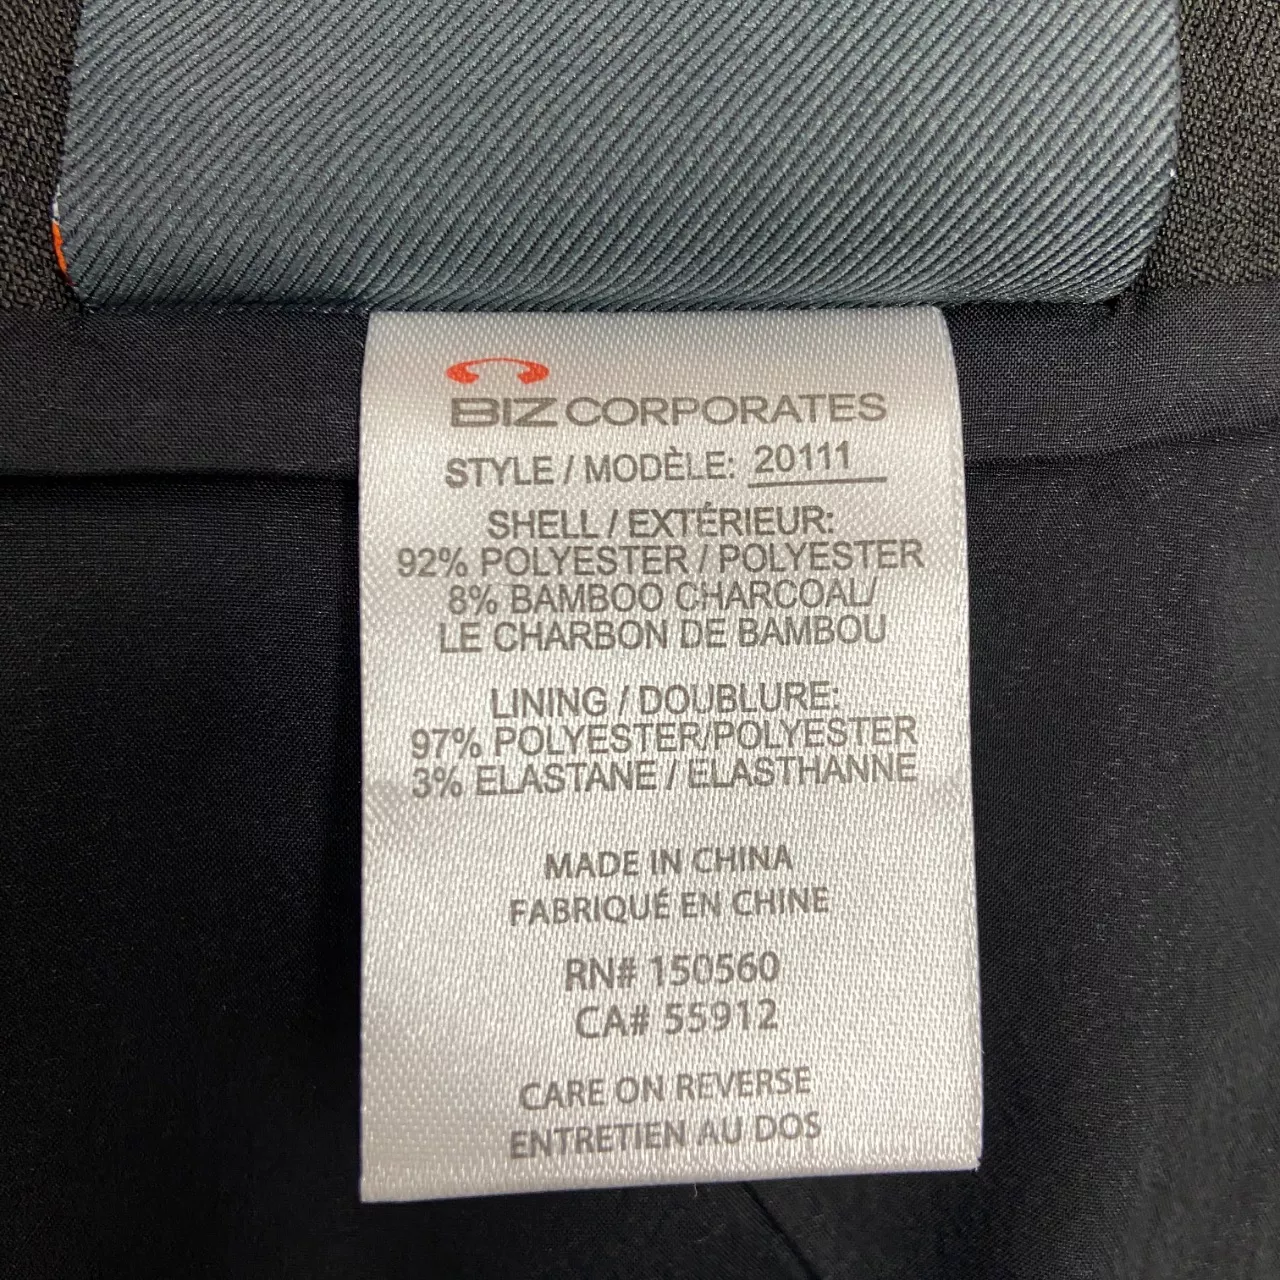 BIZ CORPORATES
STYLE / MODÈLE: 20111
SHELL / EXTÉRIEUR:
92% POLYESTER / POLYESTER
8% BAMBOO CHARCOAL/
LE CHARBON DE BAMBOU
LINING / DOUBLURE:
97% POLYESTER/POLYESTER
3% ELASTANE / ELASTHANNE
MADE IN CHINA
FABRIQUÉ EN CHINE
RN# 150560
CA# 55912
CARE ON REVERSE
ENTRETIEN AU DOS